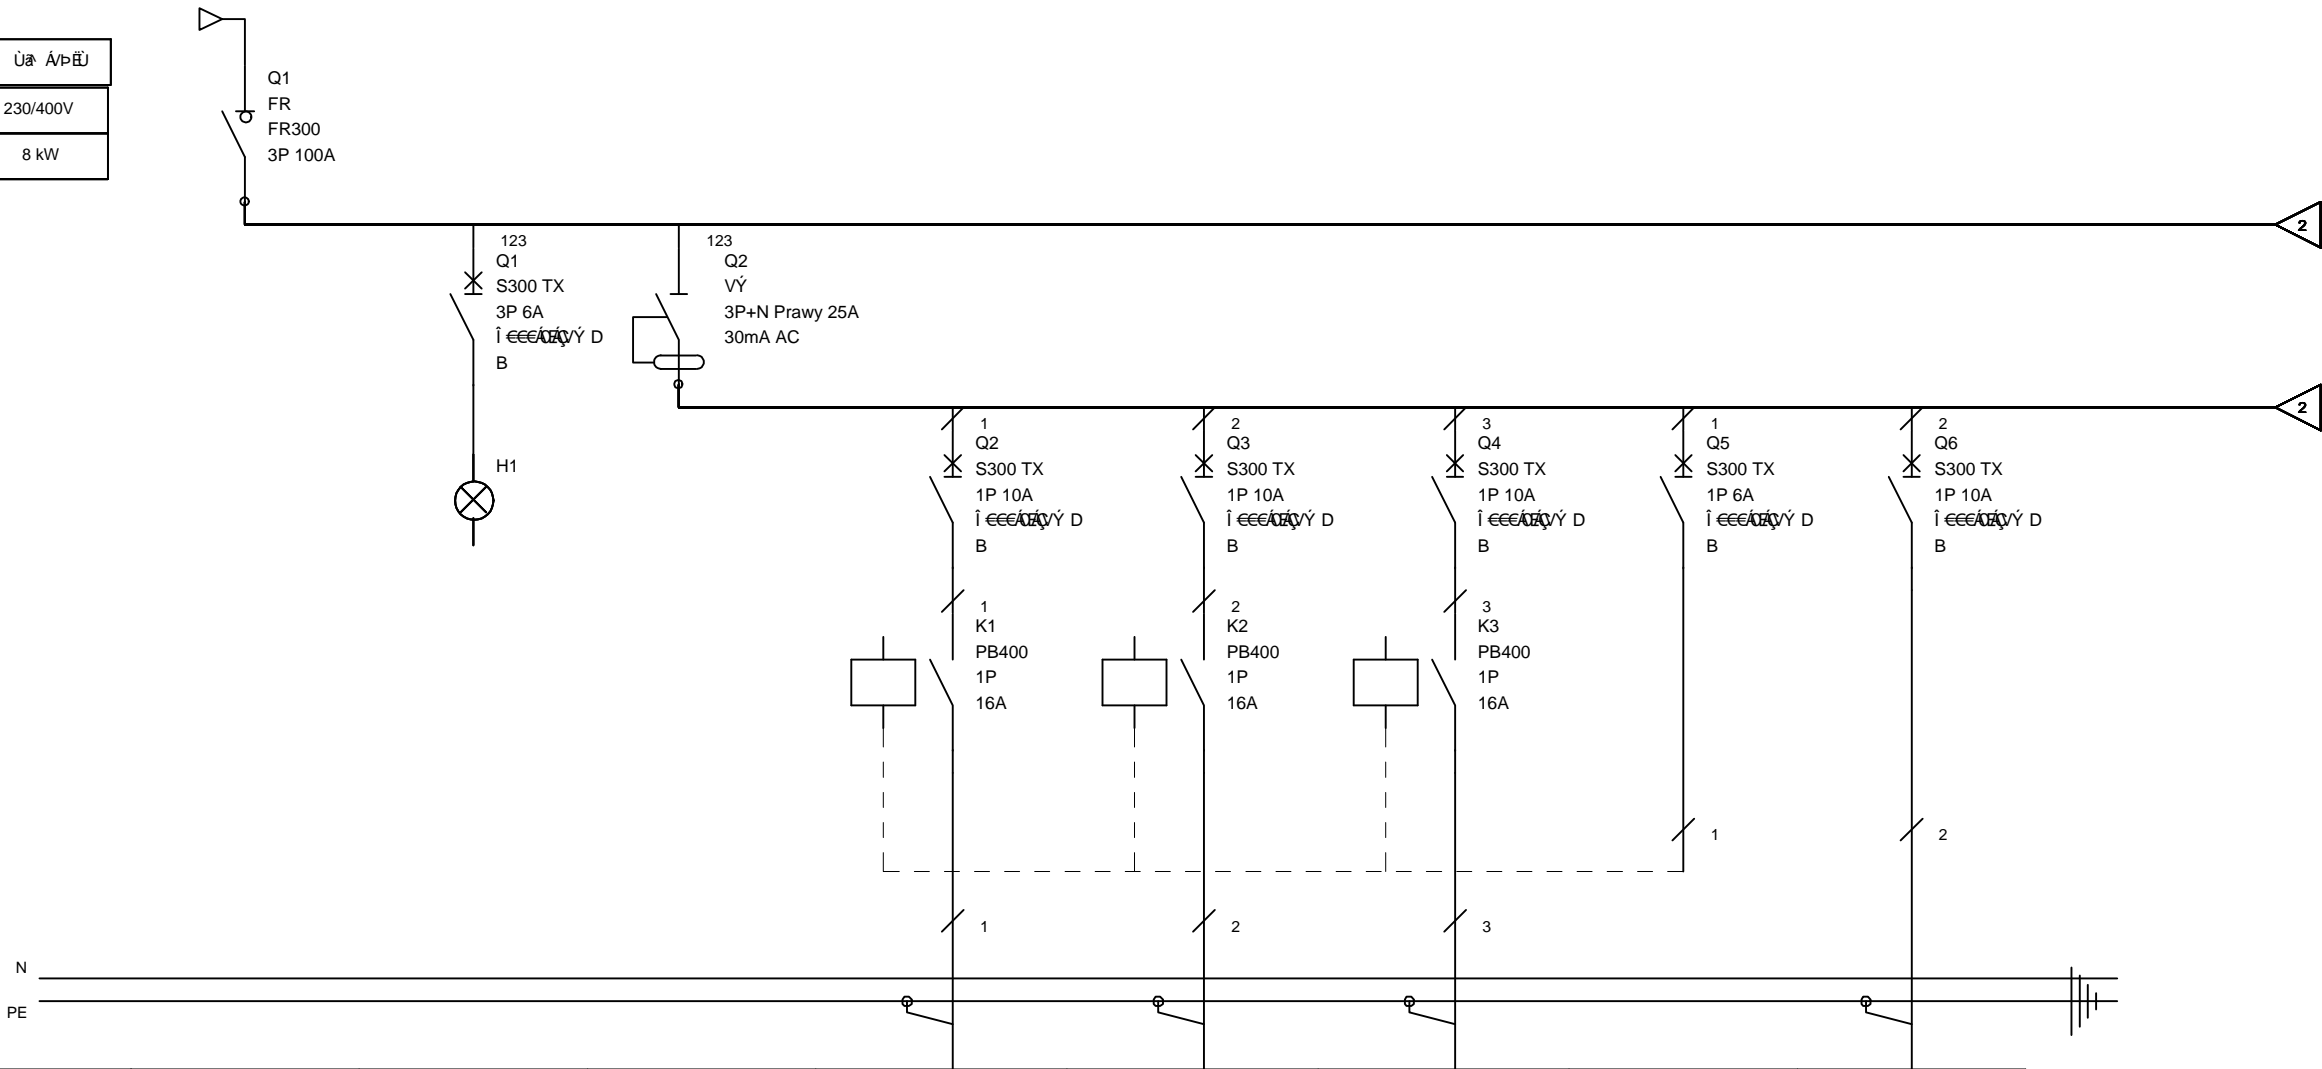 230/400V
8 kW
Q1
FR
FR300
3P 100A
2
123
Q1
S300 TX
3P 6A
B
123
Q2
VÝ
3P+N Prawy 25A
30mA AC
2
H1
1
Q2
S300 TX
1P 10A
B
2
Q3
S300 TX
1P 10A
B
3
Q4
S300 TX
1P 10A
B
1
Q5
S300 TX
1P 6A
B
2
Q6
S300 TX
1P 10A
B
1
K1
PB400
1P
16A
2
K2
PB400
1P
16A
3
K3
PB400
1P
16A
1
2
1
2
3
N
PE